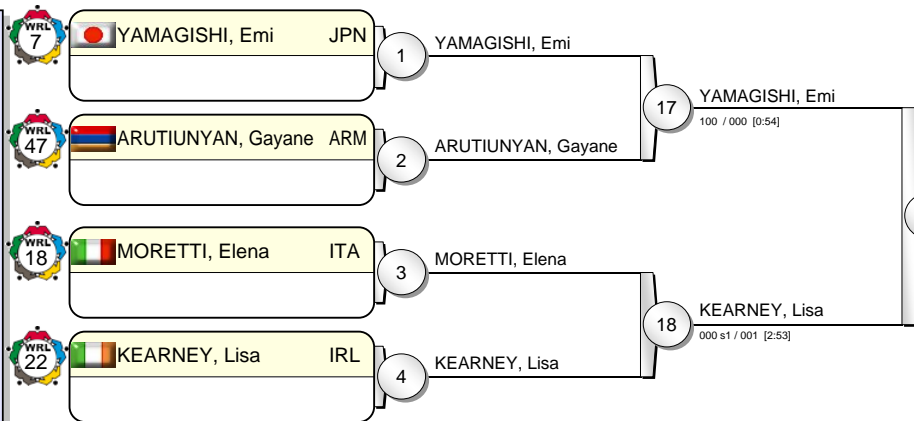 WRL
7
YAMAGISHI, Emi JPN
1
YAMAGISHI, Emi
17
YAMAGISHI, Emi
100 / 000 [0:54]
WRL
47
ARUTIUNYAN, Gayane ARM
2
ARUTIUNYAN, Gayane
WRL
18
MORETTI, Elena ITA
3
MORETTI, Elena
18
KEARNEY, Lisa
000 s1 / 001 [2:53]
WRL
22
KEARNEY, Lisa IRL
4
KEARNEY, Lisa